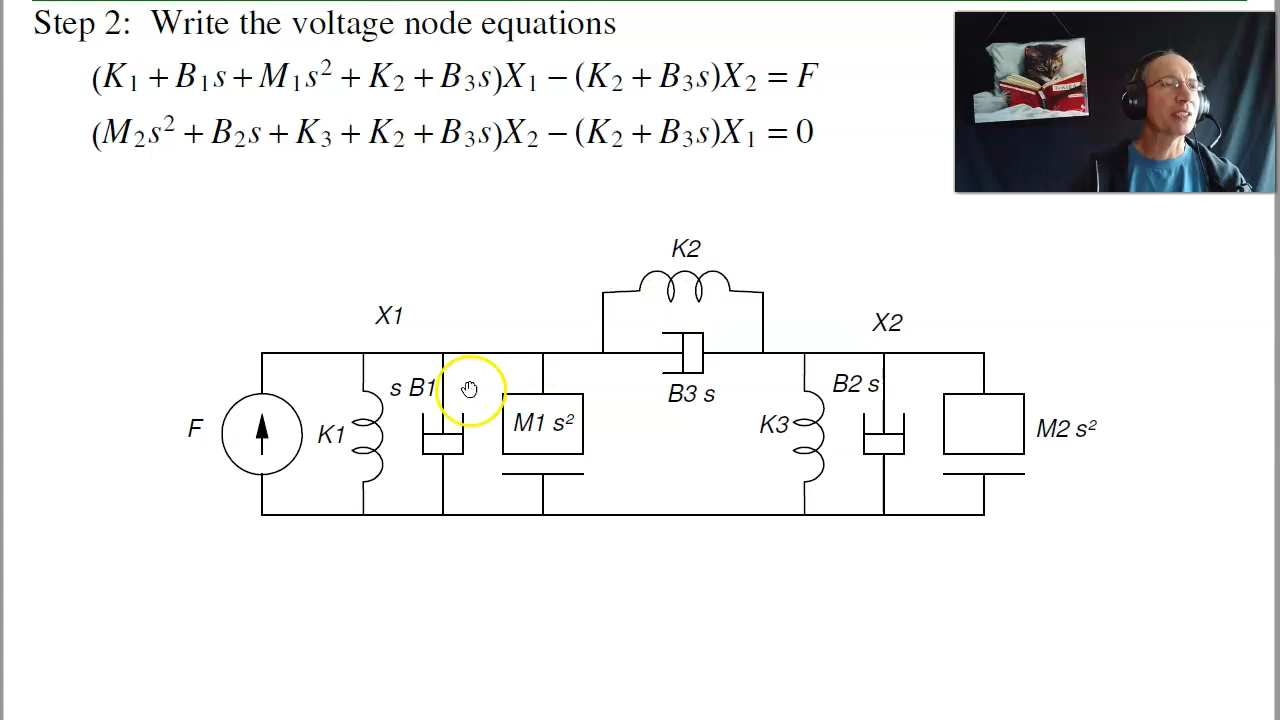 Step 2: Write the voltage node equations
(K₁ + B₁s + M₁s² + K₂ + B₃s)X₁ − (K₂ + B₃s)X₂ = F
(M₂s² + B₂s + K₃ + K₂ + B₃s)X₂ − (K₂ + B₃s)X₁ = 0
K2
X1
X2
s B1
B3 s
B2 s
F
K1
M1 s²
K3
M2 s²